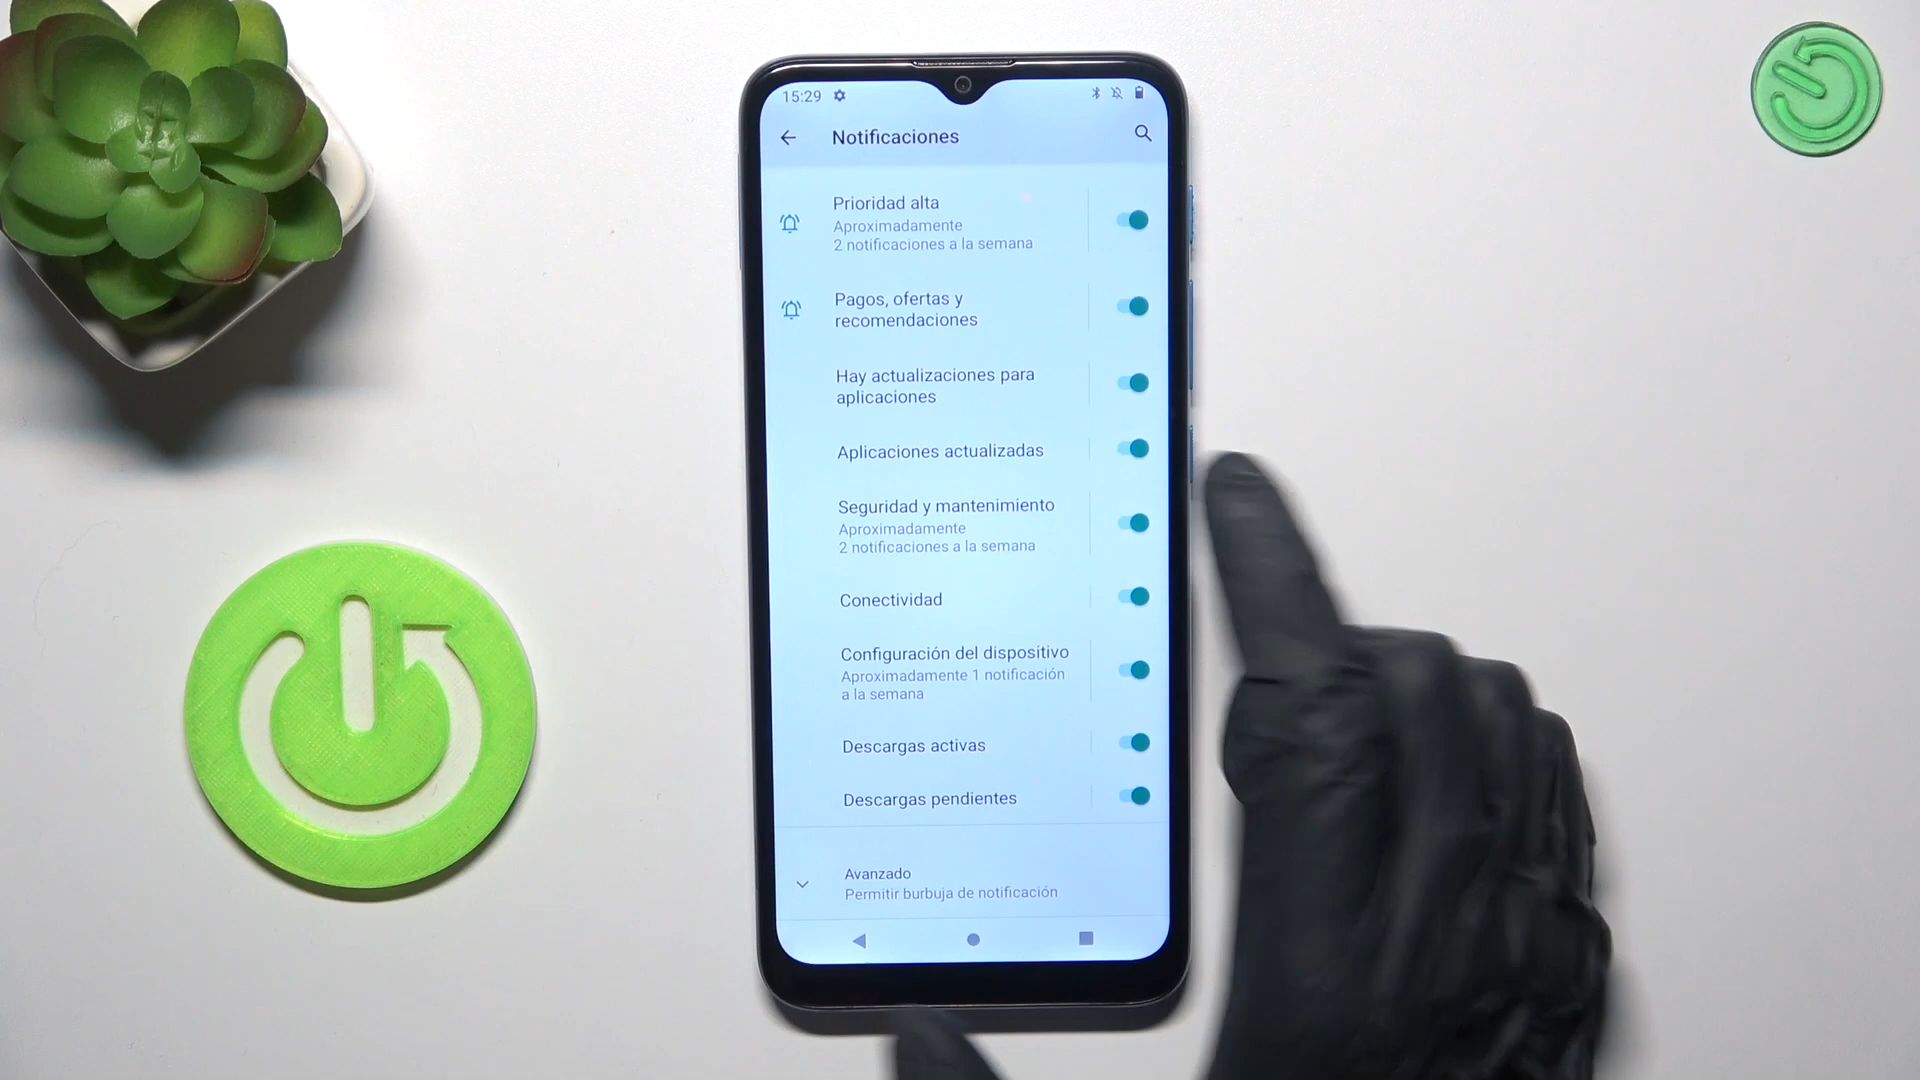 15:29
Notificaciones
Prioridad alta
Aproximadamente
2 notificaciones a la semana
Pagos, ofertas y
recomendaciones
Hay actualizaciones para
aplicaciones
Aplicaciones actualizadas
Seguridad y mantenimiento
Aproximadamente
2 notificaciones a la semana
Conectividad
Configuración del dispositivo
Aproximadamente 1 notificación
a la semana
Descargas activas
Descargas pendientes
Avanzado
Permitir burbuja de notificación